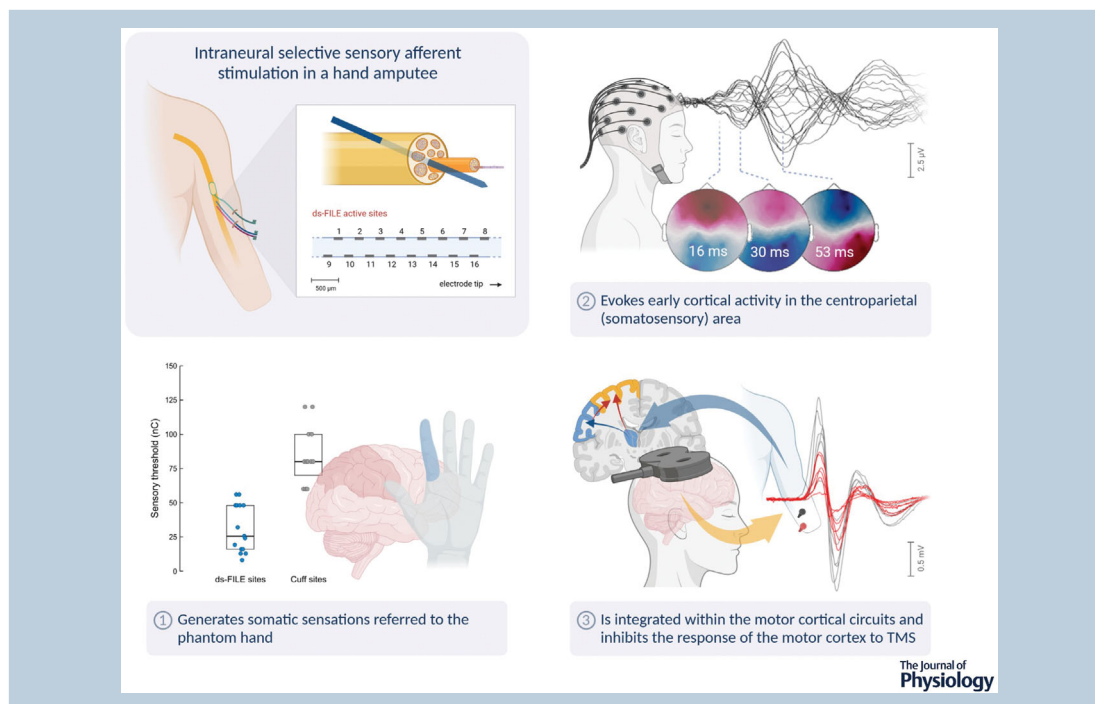 Intraneural selective sensory afferent
stimulation in a hand amputee
ds-FILE active sites
1 2 3 4 5 6 7 8
9 10 11 12 13 14 15 16
500 µm
electrode tip →
2.5 µV
16 ms 30 ms 53 ms
2 Evokes early cortical activity in the centroparietal
(somatosensory) area
150
125
100
75
50
25
0
Sensory threshold (nC)
ds-FILE sites Cuff sites
1 Generates somatic sensations referred to the
phantom hand
0.5 mV
3 Is integrated within the motor cortical circuits and
inhibits the response of the motor cortex to TMS
The Journal of
Physiology